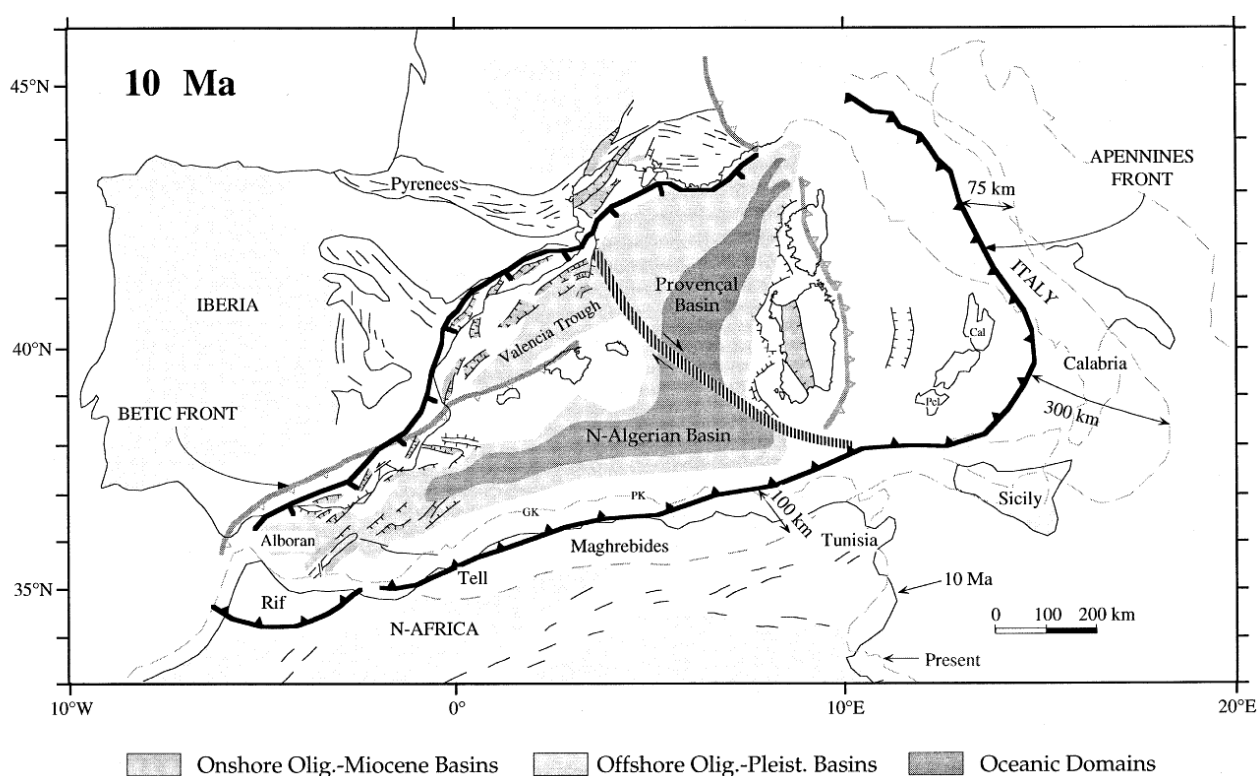 10 Ma
45°N
40°N
35°N
10°W
0°
10°E
20°E
Pyrenees
IBERIA
BETIC FRONT
Valencia Trough
Provençal
Basin
N-Algerian Basin
Alboran
Rif
Tell
GK
PK
Maghrebides
N-AFRICA
100 km
Tunisia
Sicily
Cal
Pel
Calabria
300 km
ITALY
75 km
APENNINES
FRONT
10 Ma
0 100 200 km
Present
Onshore Olig.-Miocene Basins
Offshore Olig.-Pleist. Basins
Oceanic Domains